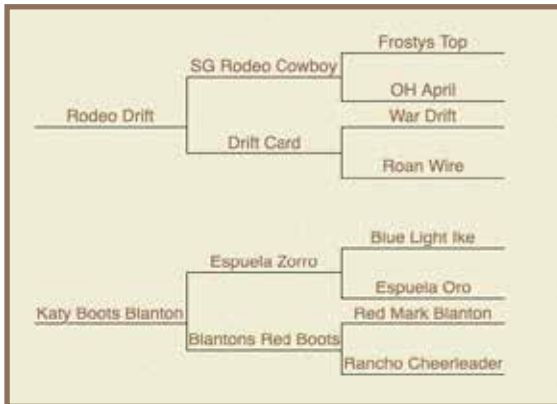 Frostys Top
SG Rodeo Cowboy
OH April
Rodeo Drift
War Drift
Drift Card
Roan Wire
Blue Light Ike
Espuela Zorro
Espuela Oro
Katy Boots Blanton
Red Mark Blanton
Blantons Red Boots
Rancho Cheerleader